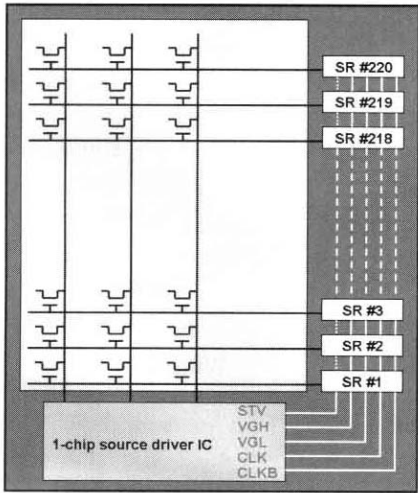 SR #220
SR #219
SR #218
SR #3
SR #2
SR #1
STV
VGH
1-chip source driver IC
VGL
CLK
CLKB